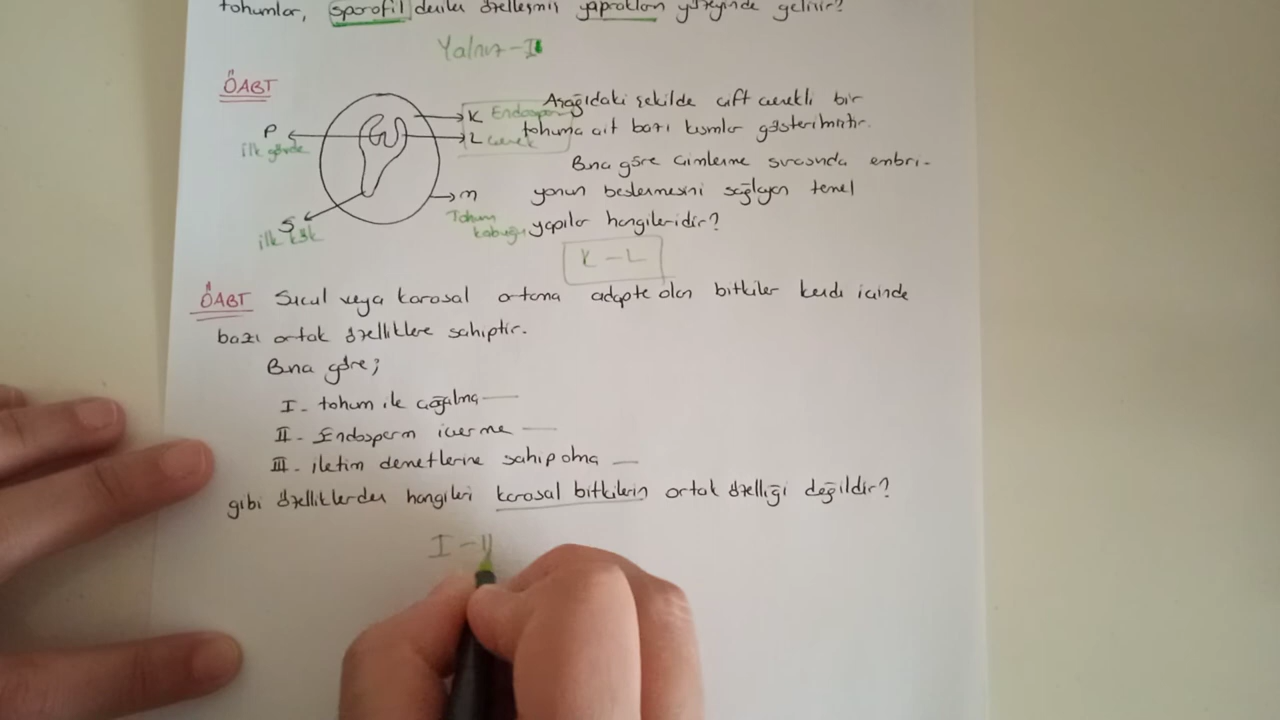 tohumlar, sporofil denilen özelleşmiş yaprakların yüzeyinde gelişir?
Yalnız-I
ÖABT
Aşağıdaki şekilde çift çenekli bir
tohuma ait bazı kısımlar gösterilmiştir.
Buna göre çimlenme sırasında embri-
yonun beslenmesini sağlayan temel
yapılar hangileridir?
K Endosperm
L Çenek
P
ilk gövde
S
ilk kök
m
Tohum
kabuğu
K - L
ÖABT Sucul veya karasal ortama adapte olan bitkiler kendi içinde
bazı ortak özelliklere sahiptir.
Buna göre;
I - tohum ile çoğalma
II - Endosperm içerme
III - iletim demetlerine sahip olma
gibi özelliklerden hangileri karasal bitkilerin ortak özelliği değildir?
I - II